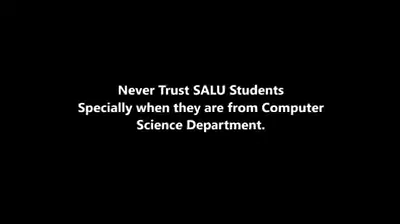 Never Trust SALU Students
Specially when they are from Computer
Science Department.